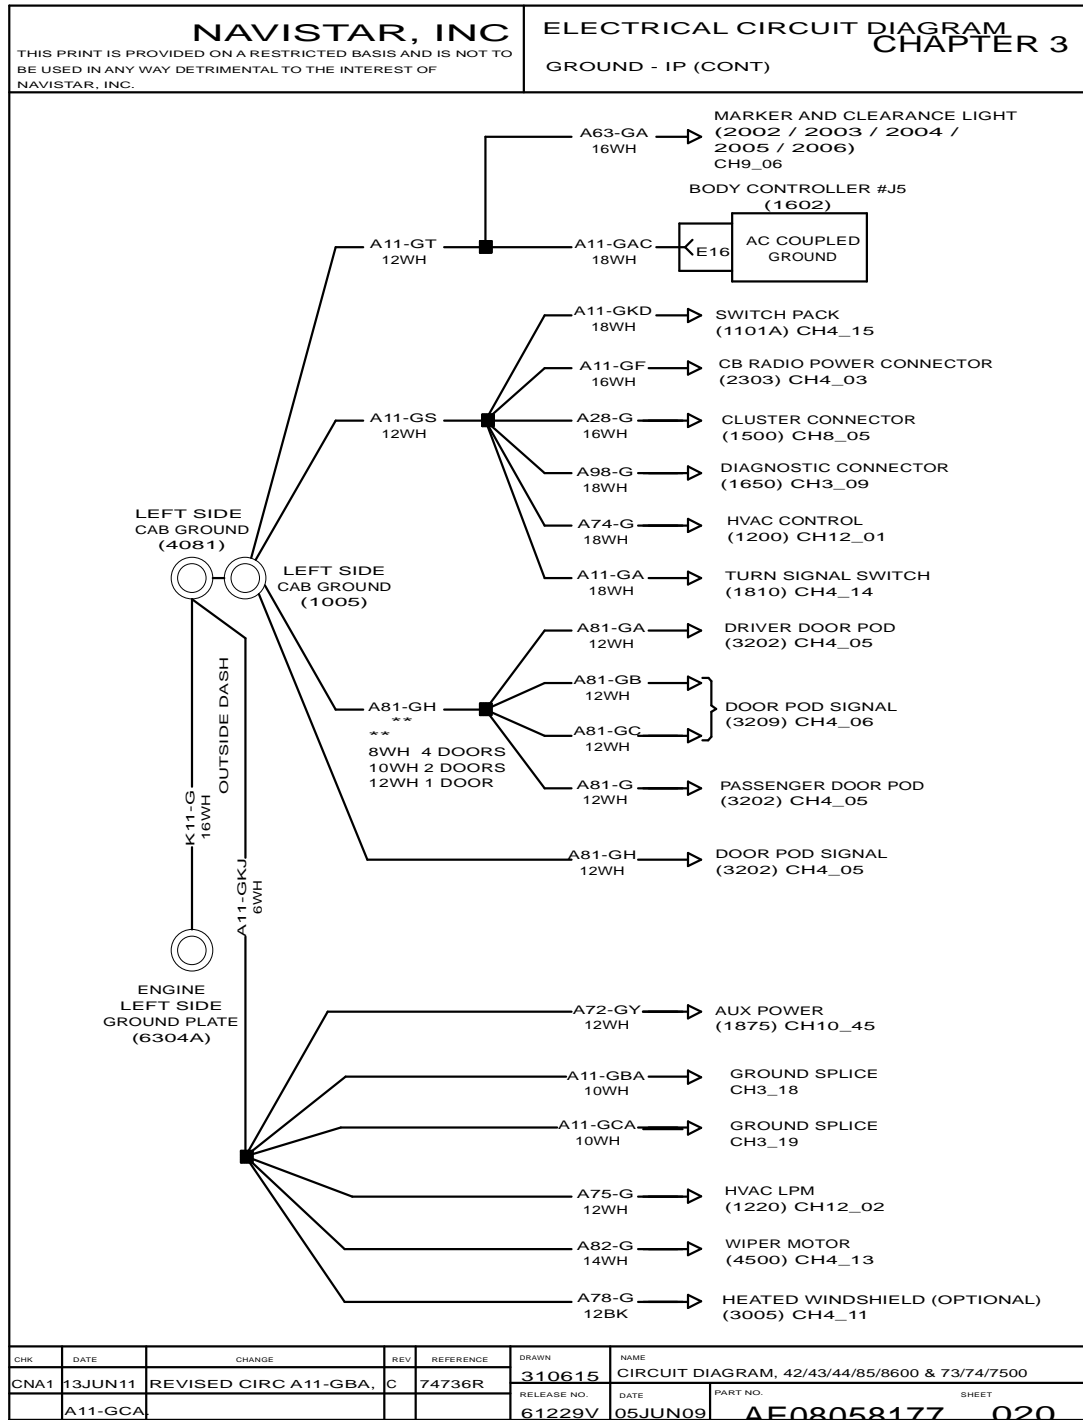 NAVISTAR, INC
THIS PRINT IS PROVIDED ON A RESTRICTED BASIS AND IS NOT TO
BE USED IN ANY WAY DETRIMENTAL TO THE INTEREST OF
NAVISTAR, INC.
ELECTRICAL CIRCUIT DIAGRAM
CHAPTER 3
GROUND - IP (CONT)
A63-GA
16WH
MARKER AND CLEARANCE LIGHT
(2002 / 2003 / 2004 /
2005 / 2006)
CH9_06
BODY CONTROLLER #J5
(1602)
A11-GT
12WH
A11-GAC
18WH
E16
AC COUPLED
GROUND
A11-GKD
18WH
SWITCH PACK
(1101A) CH4_15
A11-GF
16WH
CB RADIO POWER CONNECTOR
(2303) CH4_03
A11-GS
12WH
A28-G
16WH
CLUSTER CONNECTOR
(1500) CH8_05
A98-G
18WH
DIAGNOSTIC CONNECTOR
(1650) CH3_09
A74-G
18WH
HVAC CONTROL
(1200) CH12_01
A11-GA
18WH
TURN SIGNAL SWITCH
(1810) CH4_14
LEFT SIDE
CAB GROUND
(4081)
LEFT SIDE
CAB GROUND
(1005)
A81-GA
12WH
DRIVER DOOR POD
(3202) CH4_05
A81-GB
12WH
A81-GC
12WH
DOOR POD SIGNAL
(3209) CH4_06
A81-GH
**
**
8WH 4 DOORS
10WH 2 DOORS
12WH 1 DOOR
A81-G
12WH
PASSENGER DOOR POD
(3202) CH4_05
A81-GH
12WH
DOOR POD SIGNAL
(3202) CH4_05
OUTSIDE DASH
K11-G
16WH
A11-GKJ
6WH
ENGINE
LEFT SIDE
GROUND PLATE
(6304A)
A72-GY
12WH
AUX POWER
(1875) CH10_45
A11-GBA
10WH
GROUND SPLICE
CH3_18
A11-GCA
10WH
GROUND SPLICE
CH3_19
A75-G
12WH
HVAC LPM
(1220) CH12_02
A82-G
14WH
WIPER MOTOR
(4500) CH4_13
A78-G
12BK
HEATED WINDSHIELD (OPTIONAL)
(3005) CH4_11
CHK DATE CHANGE REV REFERENCE
CNA1 13JUN11 REVISED CIRC A11-GBA, C 74736R
A11-GCA.
DRAWN
310615
NAME
CIRCUIT DIAGRAM, 42/43/44/85/8600 & 73/74/7500
RELEASE NO.
61229V
DATE
05JUN09
PART NO.
AE08058177
SHEET
020